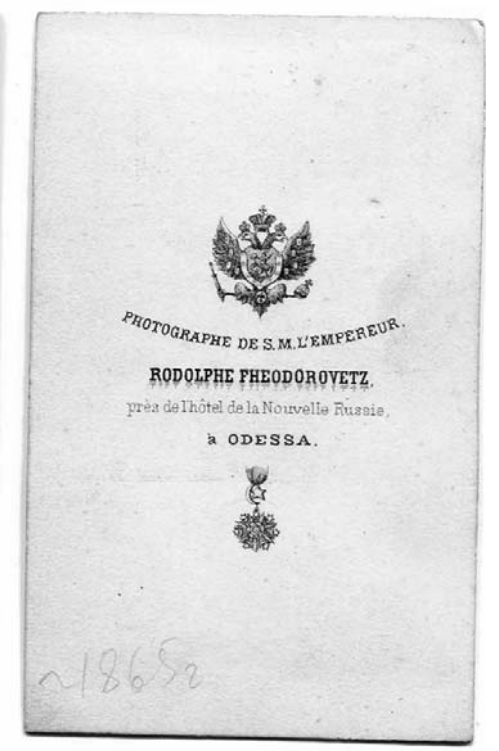 PHOTOGRAPHE DE S. M. L'EMPEREUR.
RODOLPHE FHEODOROVETZ,
près de l'hôtel de la Nouvelle Russie,
à ODESSA.
~1865